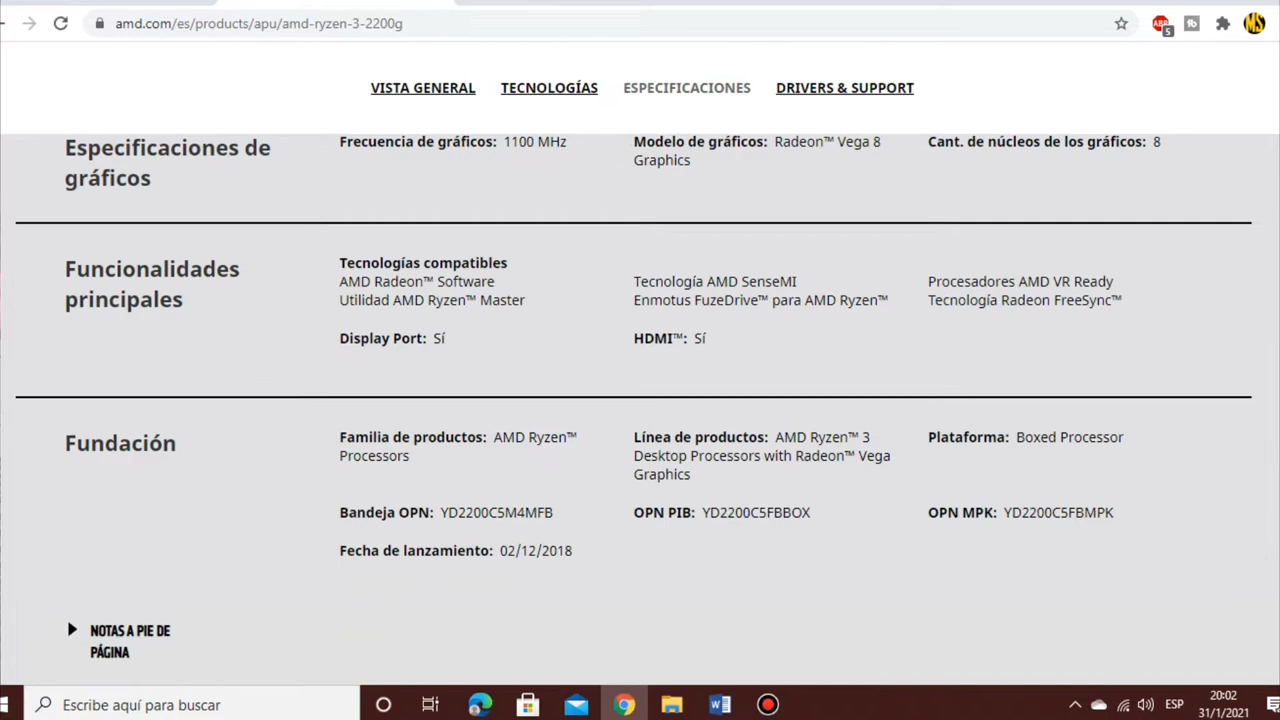 amd.com/es/products/apu/amd-ryzen-3-2200g
5
VISTA GENERAL TECNOLOGÍAS ESPECIFICACIONES DRIVERS & SUPPORT
Especificaciones de
gráficos
Frecuencia de gráficos: 1100 MHz
Modelo de gráficos: Radeon™ Vega 8
Graphics
Cant. de núcleos de los gráficos: 8
Funcionalidades
principales
Tecnologías compatibles
AMD Radeon™ Software
Utilidad AMD Ryzen™ Master
Tecnología AMD SenseMI
Enmotus FuzeDrive™ para AMD Ryzen™
Procesadores AMD VR Ready
Tecnología Radeon FreeSync™
Display Port: Sí
HDMI™: Sí
Fundación
Familia de productos: AMD Ryzen™
Processors
Línea de productos: AMD Ryzen™ 3
Desktop Processors with Radeon™ Vega
Graphics
Plataforma: Boxed Processor
Bandeja OPN: YD2200C5M4MFB
OPN PIB: YD2200C5FBBOX
OPN MPK: YD2200C5FBMPK
Fecha de lanzamiento: 02/12/2018
NOTAS A PIE DE
PÁGINA
Escribe aquí para buscar
ESP
20:02
31/1/2021